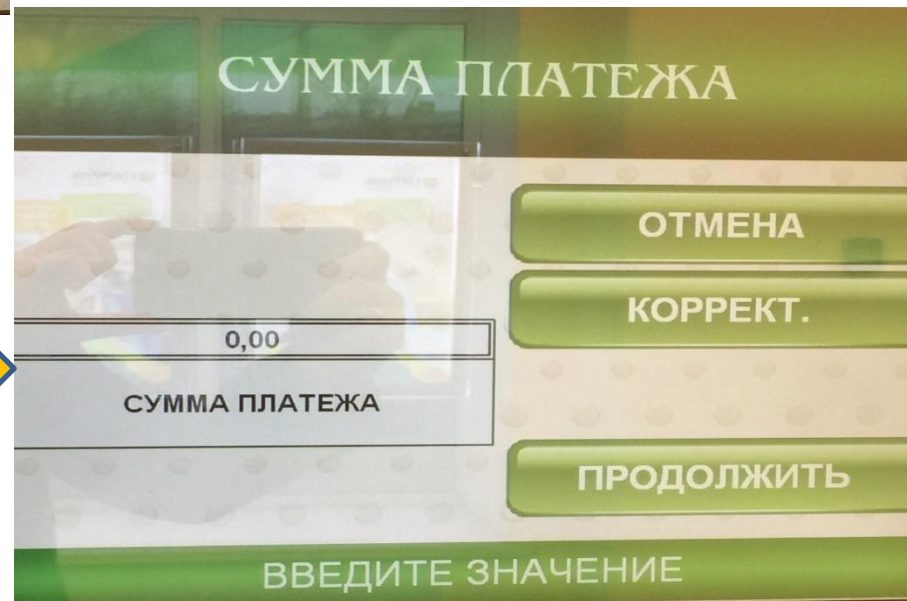 СУММА ПЛАТЕЖА
ОТМЕНА
КОРРЕКТ.
0,00
СУММА ПЛАТЕЖА
ПРОДОЛЖИТЬ
ВВЕДИТЕ ЗНАЧЕНИЕ